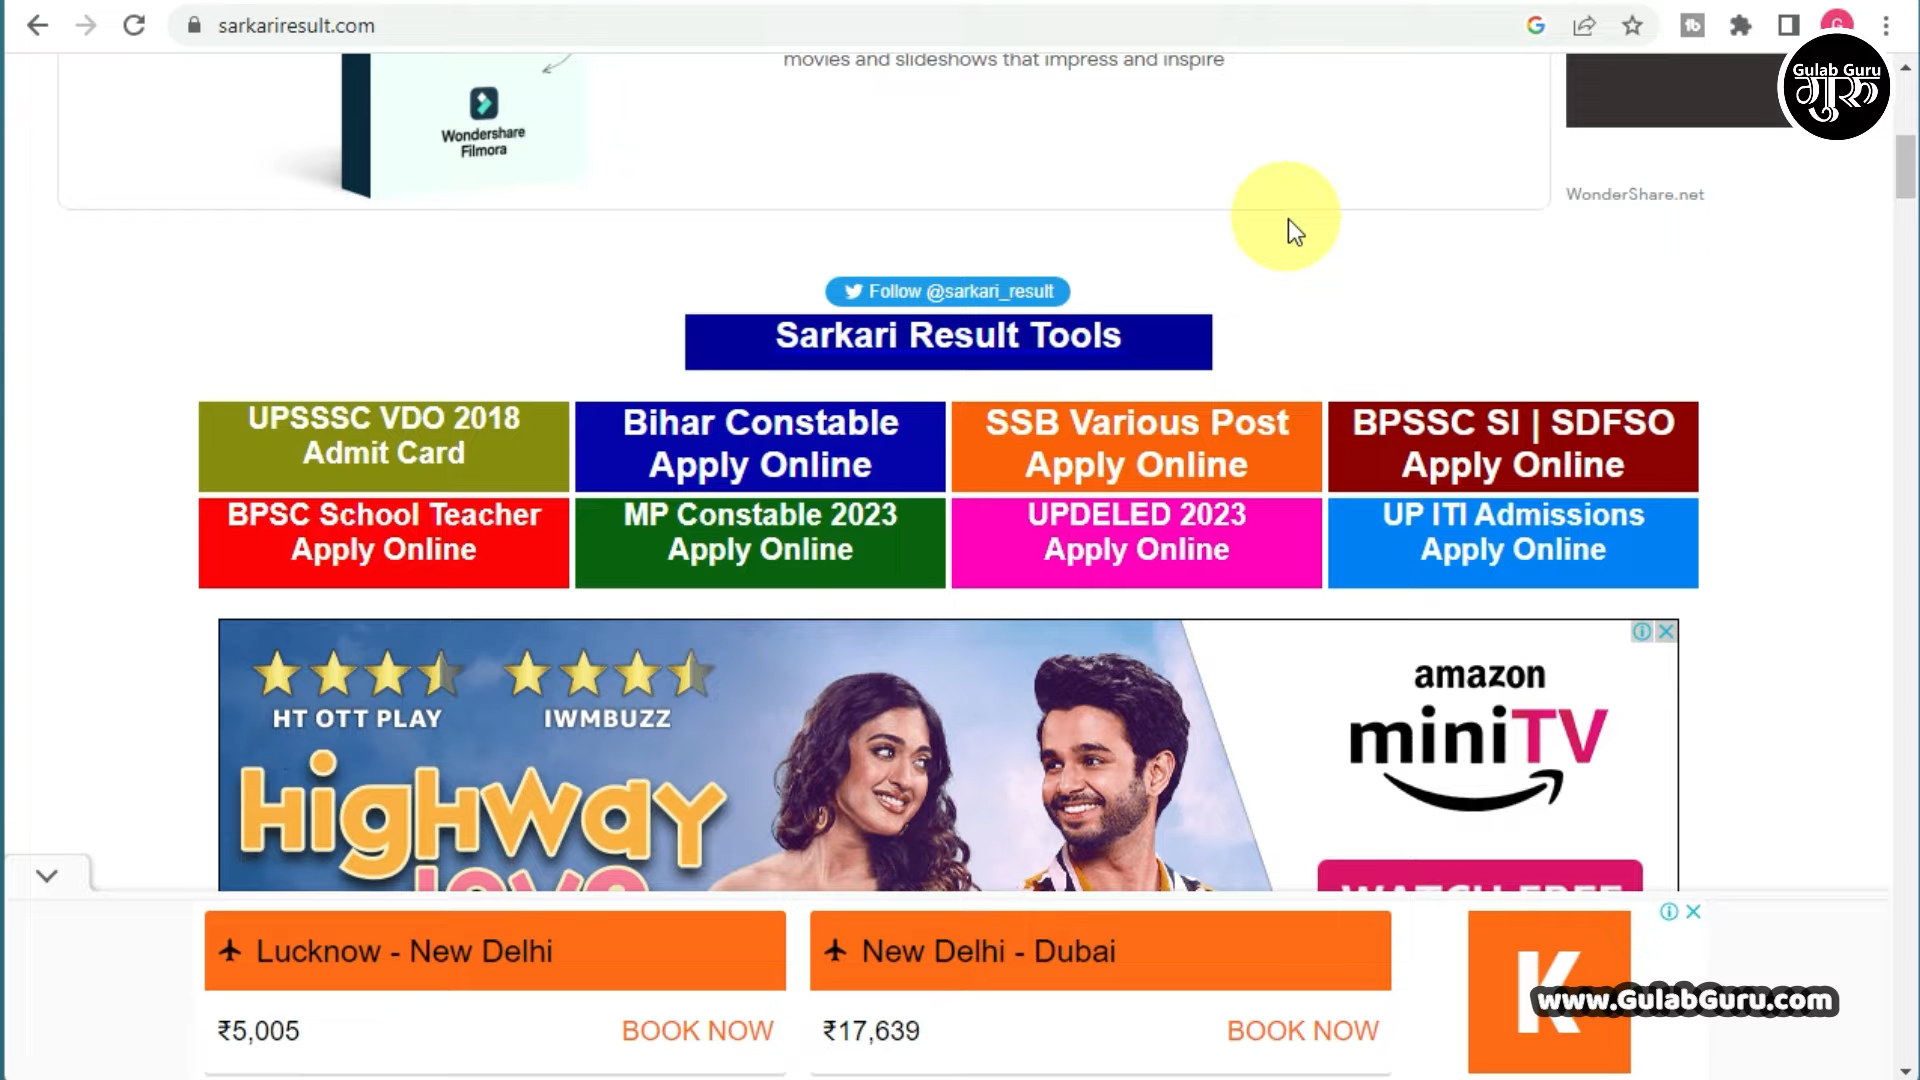 sarkariresult.com
movies and slideshows that impress and inspire
Gulab Guru
गुरु
Wondershare
Filmora
WonderShare.net
Follow @sarkari_result
Sarkari Result Tools
UPSSSC VDO 2018
Admit Card
Bihar Constable
Apply Online
SSB Various Post
Apply Online
BPSSC SI | SDFSO
Apply Online
BPSC School Teacher
Apply Online
MP Constable 2023
Apply Online
UPDELED 2023
Apply Online
UP ITI Admissions
Apply Online
HT OTT PLAY
IWMBUZZ
Highway
love
amazon
miniTV
WATCH FREE
Lucknow - New Delhi
₹5,005
BOOK NOW
New Delhi - Dubai
₹17,639
BOOK NOW
K
www.GulabGuru.com